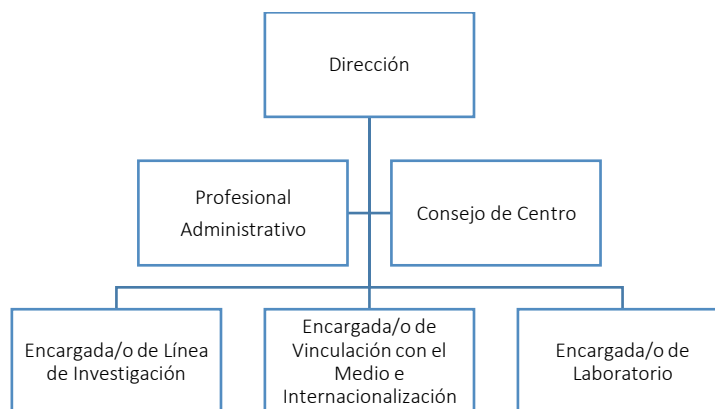 Dirección
Profesional
Administrativo
Consejo de Centro
Encargada/o de Línea
de Investigación
Encargada/o de
Vinculación con el
Medio e
Internacionalización
Encargada/o de
Laboratorio